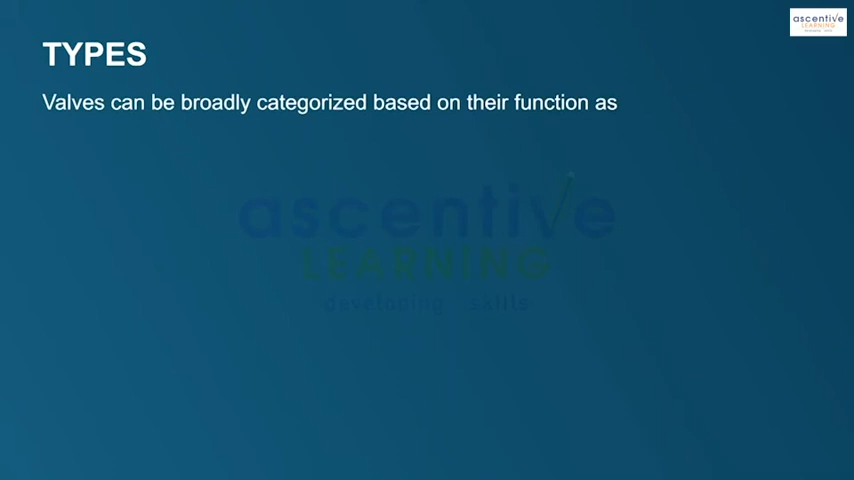 ascentive
LEARNING
TYPES
Valves can be broadly categorized based on their function as
ascentive
LEARNING
developing skills